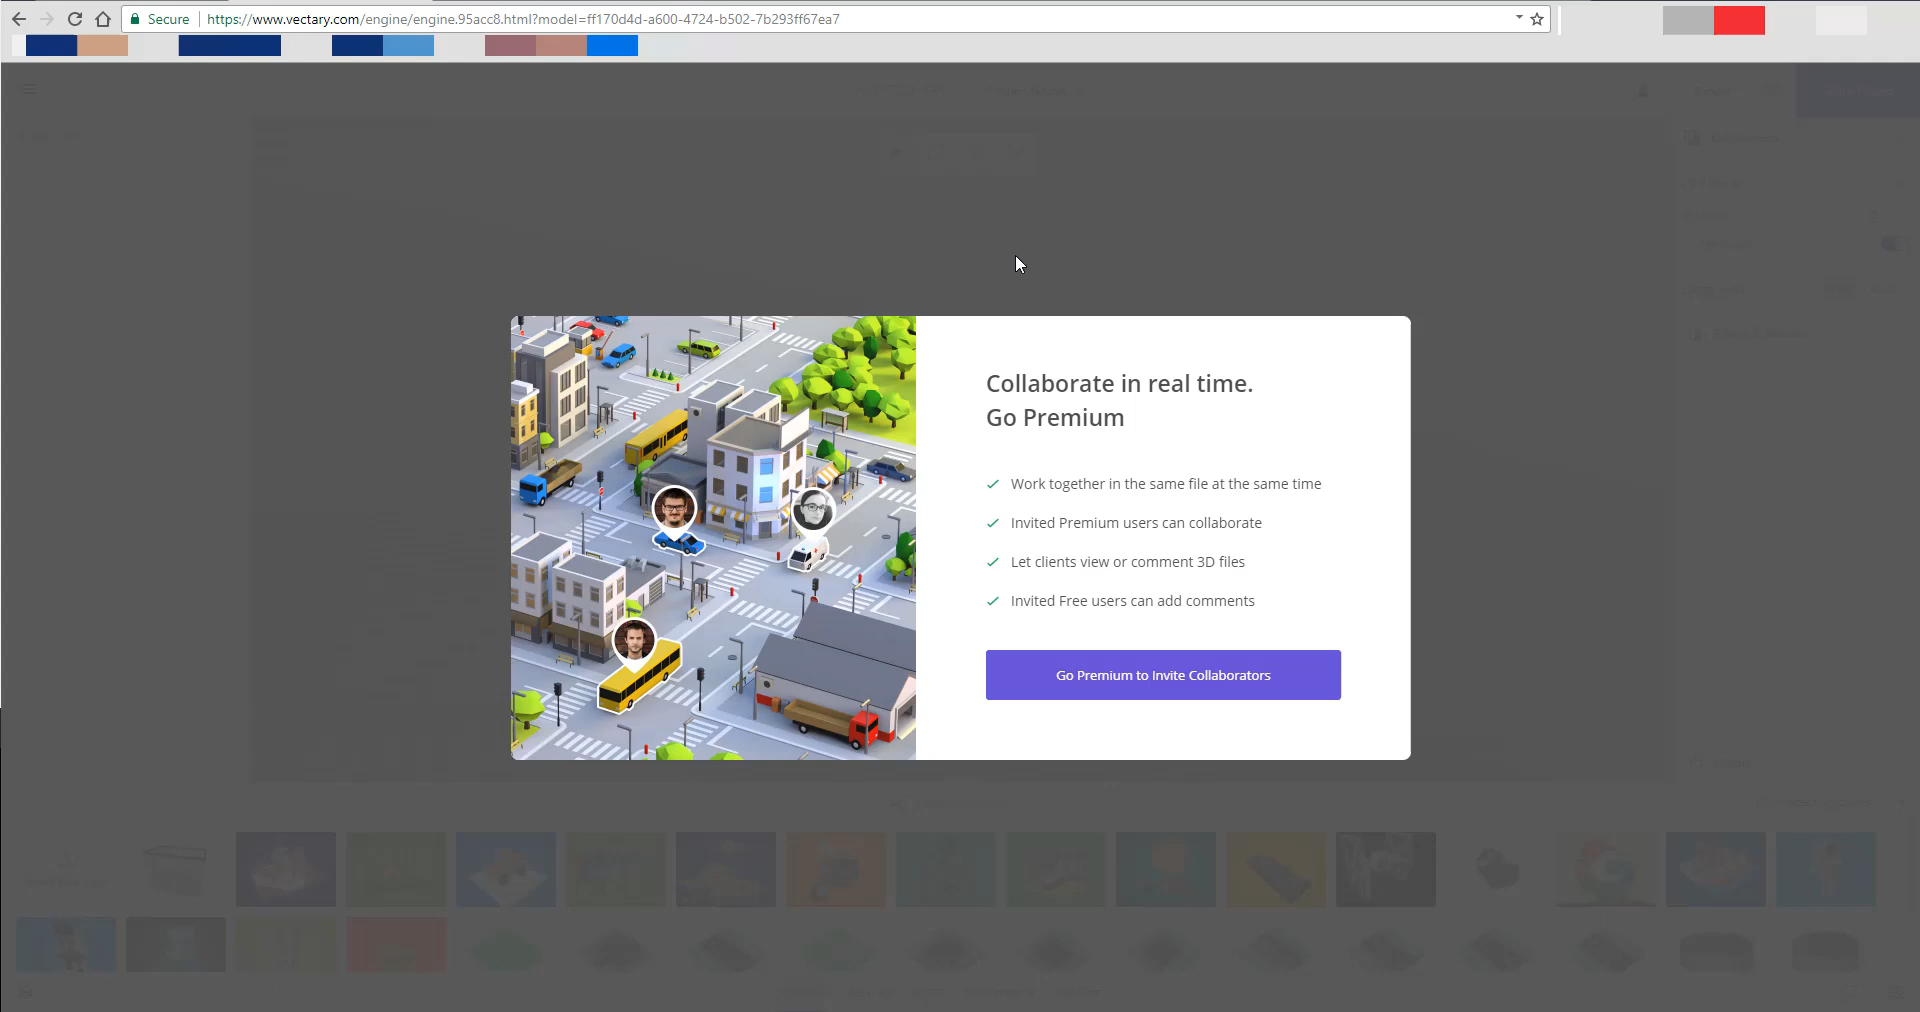 Secure
https://www.vectary.com/engine/engine.95acc8.html?model=ff170d4d-a600-4724-b502-7b293ff67ea7
Collaborate in real time.
Go Premium
Work together in the same file at the same time
Invited Premium users can collaborate
Let clients view or comment 3D files
Invited Free users can add comments
Go Premium to Invite Collaborators